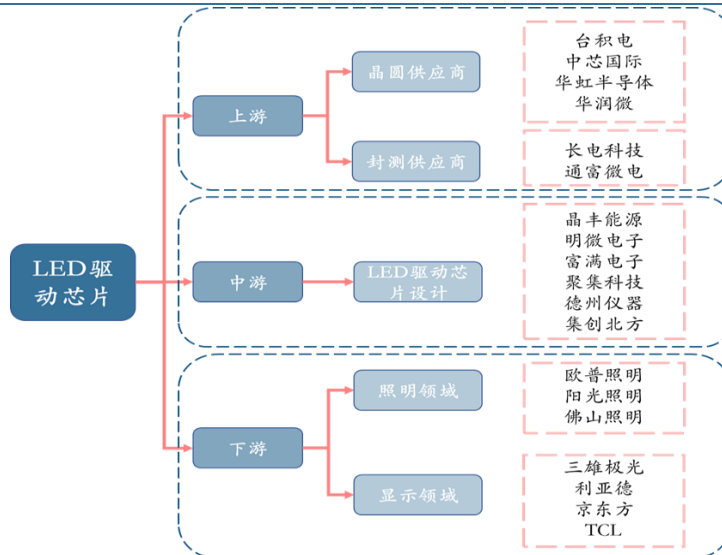 LED驱
动芯片
上游
晶圆供应商
台积电
中芯国际
华虹半导体
华润微
封测供应商
长电科技
通富微电
中游
LED驱动芯
片设计
晶丰能源
明微电子
富满电子
聚集科技
德州仪器
集创北方
下游
照明领域
欧普照明
阳光照明
佛山照明
显示领域
三雄极光
利亚德
京东方
TCL